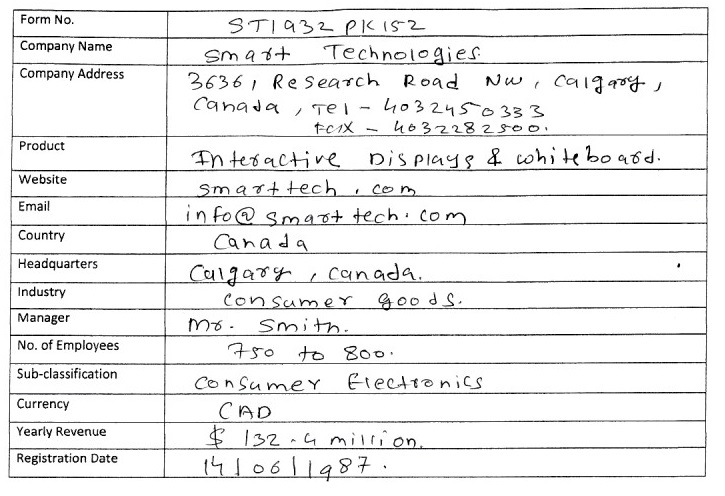 Form No. STI932PK152
Company Name Smart Technologies.
Company Address 3636, Research Road NW, Calgary,
Canada, Tel - 4032450333
FAX - 4032282500.
Product Interactive Displays & whiteboard.
Website smarttech.com
Email info@smarttech.com
Country Canada
Headquarters Calgary, Canada.
Industry Consumer goods.
Manager Mr. Smith.
No. of Employees 750 to 800.
Sub-classification Consumer Electronics
Currency CAD
Yearly Revenue $ 132.4 million.
Registration Date 14|06|1987.